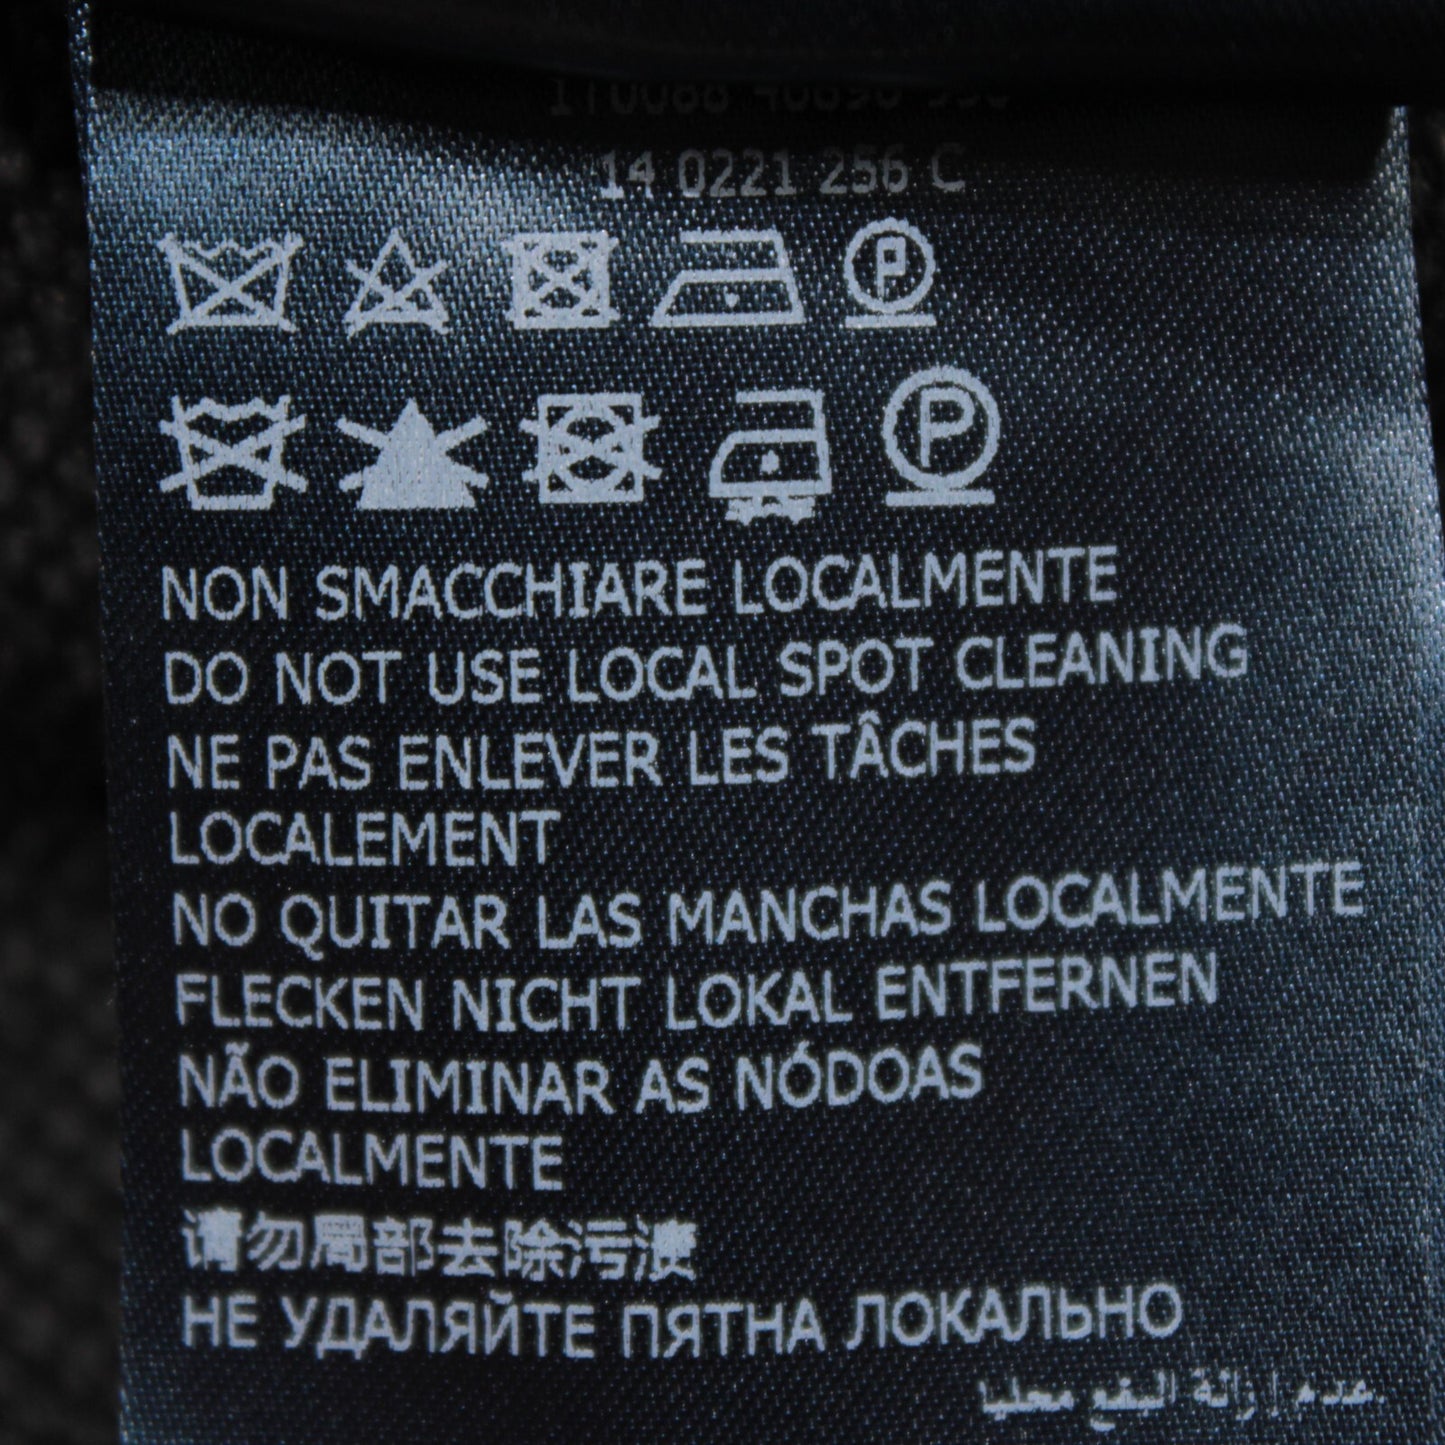 14 0221 256 C
P
P
NON SMACCHIARE LOCALMENTE
DO NOT USE LOCAL SPOT CLEANING
NE PAS ENLEVER LES TÂCHES
LOCALEMENT
NO QUITAR LAS MANCHAS LOCALMENTE
FLECKEN NICHT LOKAL ENTFERNEN
NÃO ELIMINAR AS NÓDOAS
LOCALMENTE
请勿局部去除污渍
НЕ УДАЛЯЙТЕ ПЯТНА ЛОКАЛЬНО
عدم إزالة البقع محليا